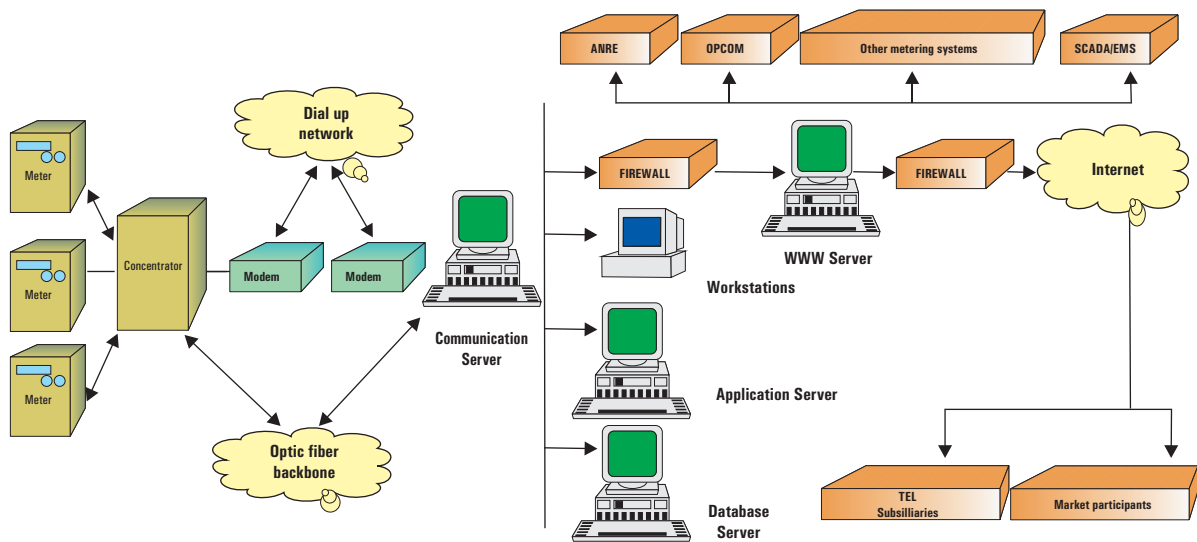 ANRE
OPCOM
Other metering systems
SCADA/EMS
Dial up
network
Meter
Meter
Meter
Concentrator
Modem
Modem
Communication
Server
Optic fiber
backbone
FIREWALL
WWW Server
FIREWALL
Internet
Workstations
Application Server
Database
Server
TEL
Subsilliaries
Market participants